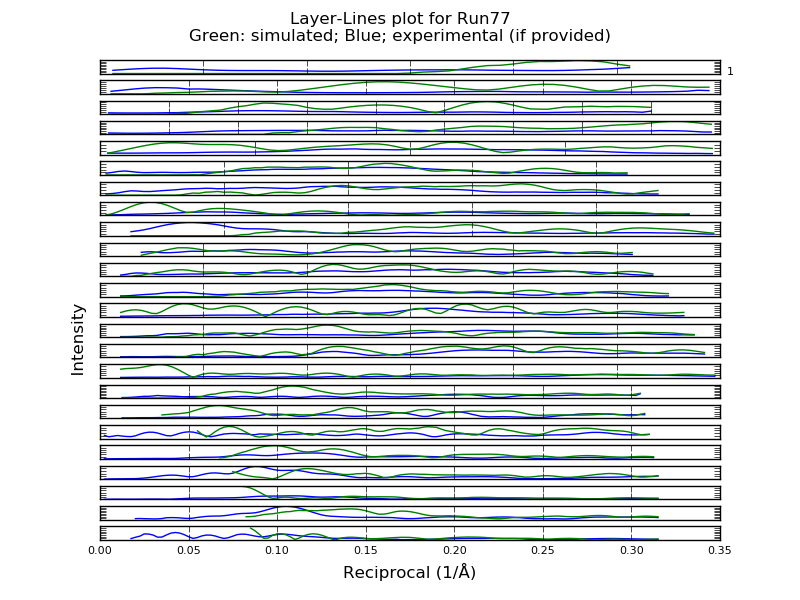 Layer-Lines plot for Run77
Green: simulated; Blue; experimental (if provided)
1
Intensity
0.00 0.05 0.10 0.15 0.20 0.25 0.30 0.35
Reciprocal (1/Å)